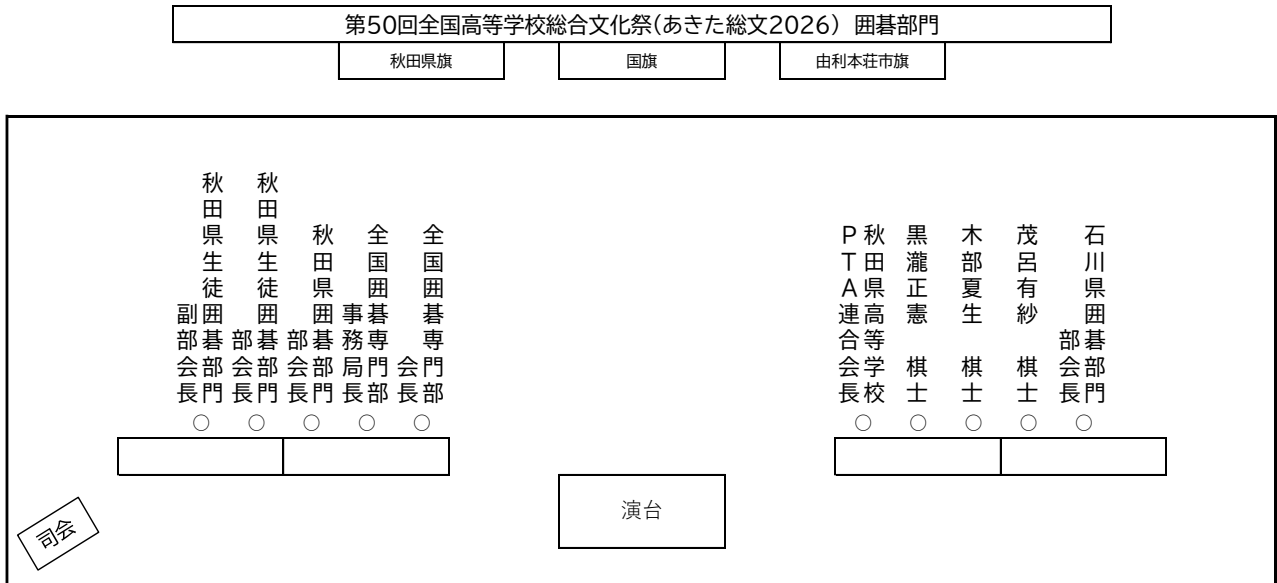 第50回全国高等学校総合文化祭(あきた総文2026) 囲碁部門
秋田県旗
国旗
由利本荘市旗
石川県囲碁部門
部会長
茂呂有紗 棋士
木部夏生 棋士
黒瀧正憲 棋士
秋田県高等学校
PTA連合会長
全国囲碁専門部
会長
全国囲碁専門部
事務局長
秋田県囲碁部門
部会長
秋田県生徒囲碁部門
部会長
秋田県生徒囲碁部門
副部会長
○ ○ ○ ○ ○
○ ○ ○ ○ ○
演台
司会